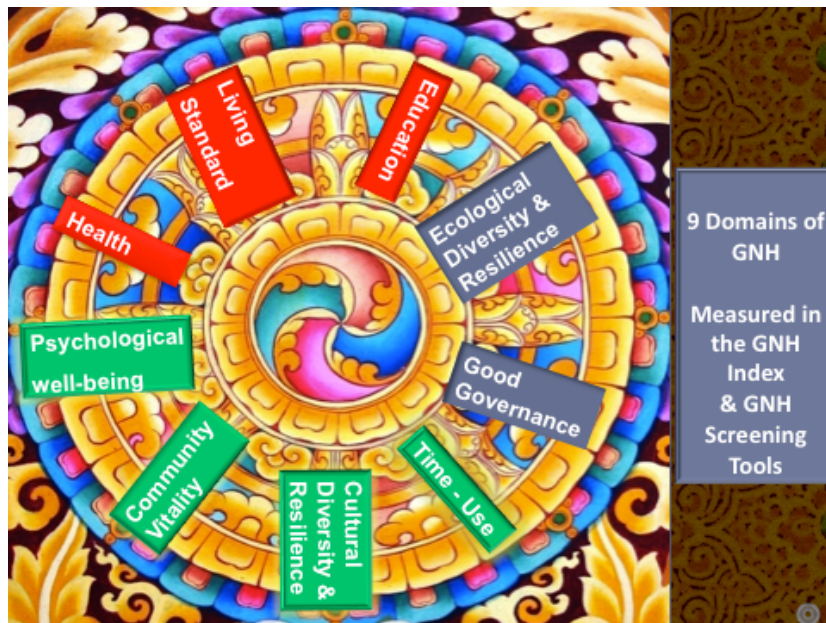 Living
Standard
Education
Ecological
Diversity &
Resilience
Health
Psychological
well-being
Good
Governance
Community
Vitality
Cultural
Diversity &
Resilience
Time - Use
9 Domains of
GNH
Measured in
the GNH
Index
& GNH
Screening
Tools